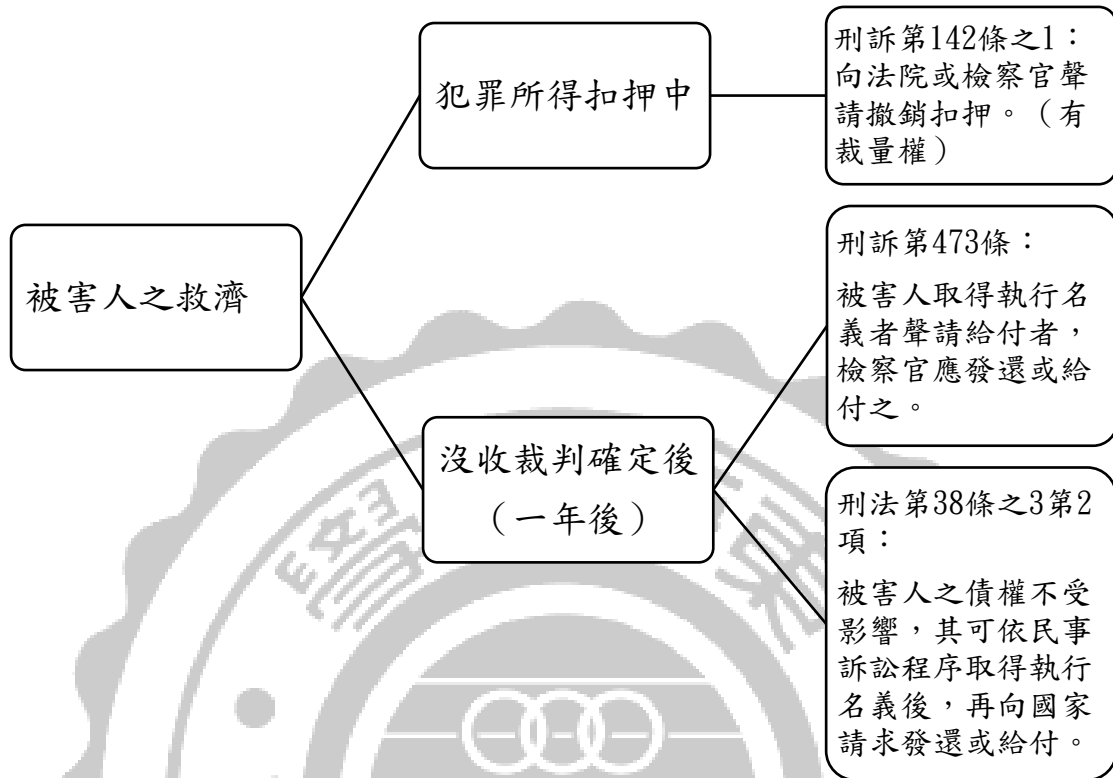 被害人之救濟
犯罪所得扣押中
刑訴第142條之1：
向法院或檢察官聲
請撤銷扣押。（有
裁量權）
沒收裁判確定後
（一年後）
刑訴第473條：
被害人取得執行名
義者聲請給付者，
檢察官應發還或給
付之。
刑法第38條之3第2
項：
被害人之債權不受
影響，其可依民事
訴訟程序取得執行
名義後，再向國家
請求發還或給付。